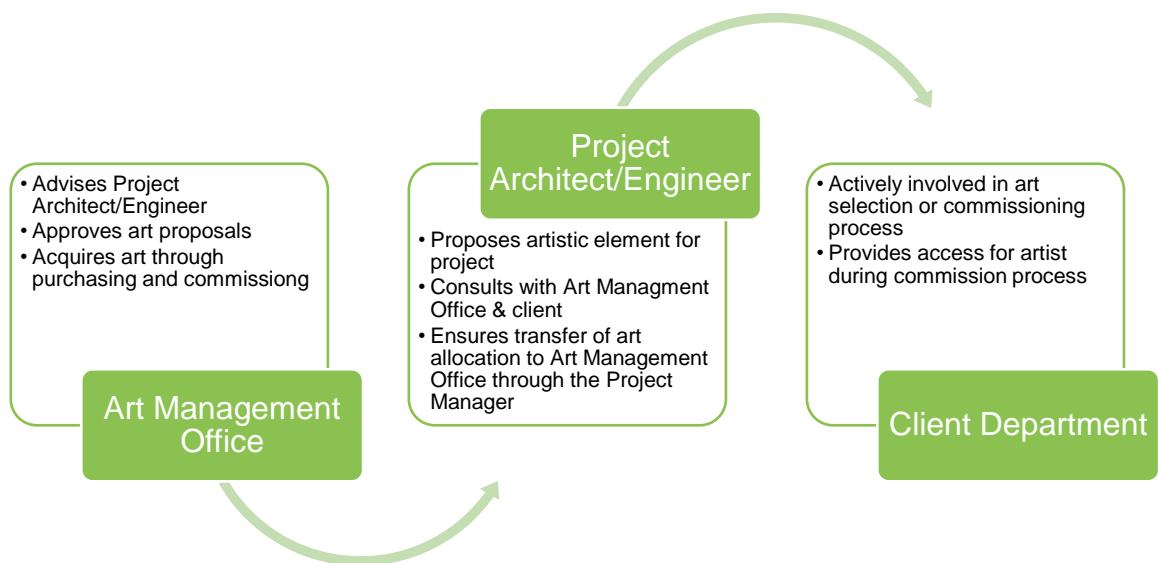 • Advises Project
Architect/Engineer
• Approves art proposals
• Acquires art through
purchasing and commissiong
Art Management
Office
Project
Architect/Engineer
• Proposes artistic element for
project
• Consults with Art Managment
Office & client
• Ensures transfer of art
allocation to Art Management
Office through the Project
Manager
• Actively involved in art
selection or commissioning
process
• Provides access for artist
during commission process
Client Department